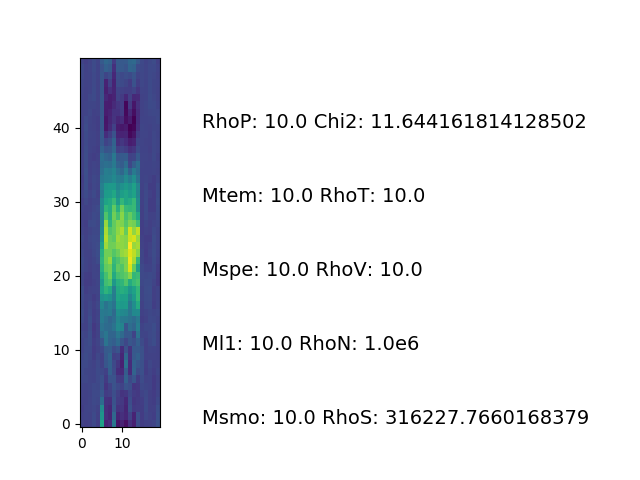 RhoP: 10.0 Chi2: 11.644161814128502
40
Mtem: 10.0 RhoT: 10.0
30
Mspe: 10.0 RhoV: 10.0
20
Ml1: 10.0 RhoN: 1.0e6
10
Msmo: 10.0 RhoS: 316227.7660168379
0
0 10